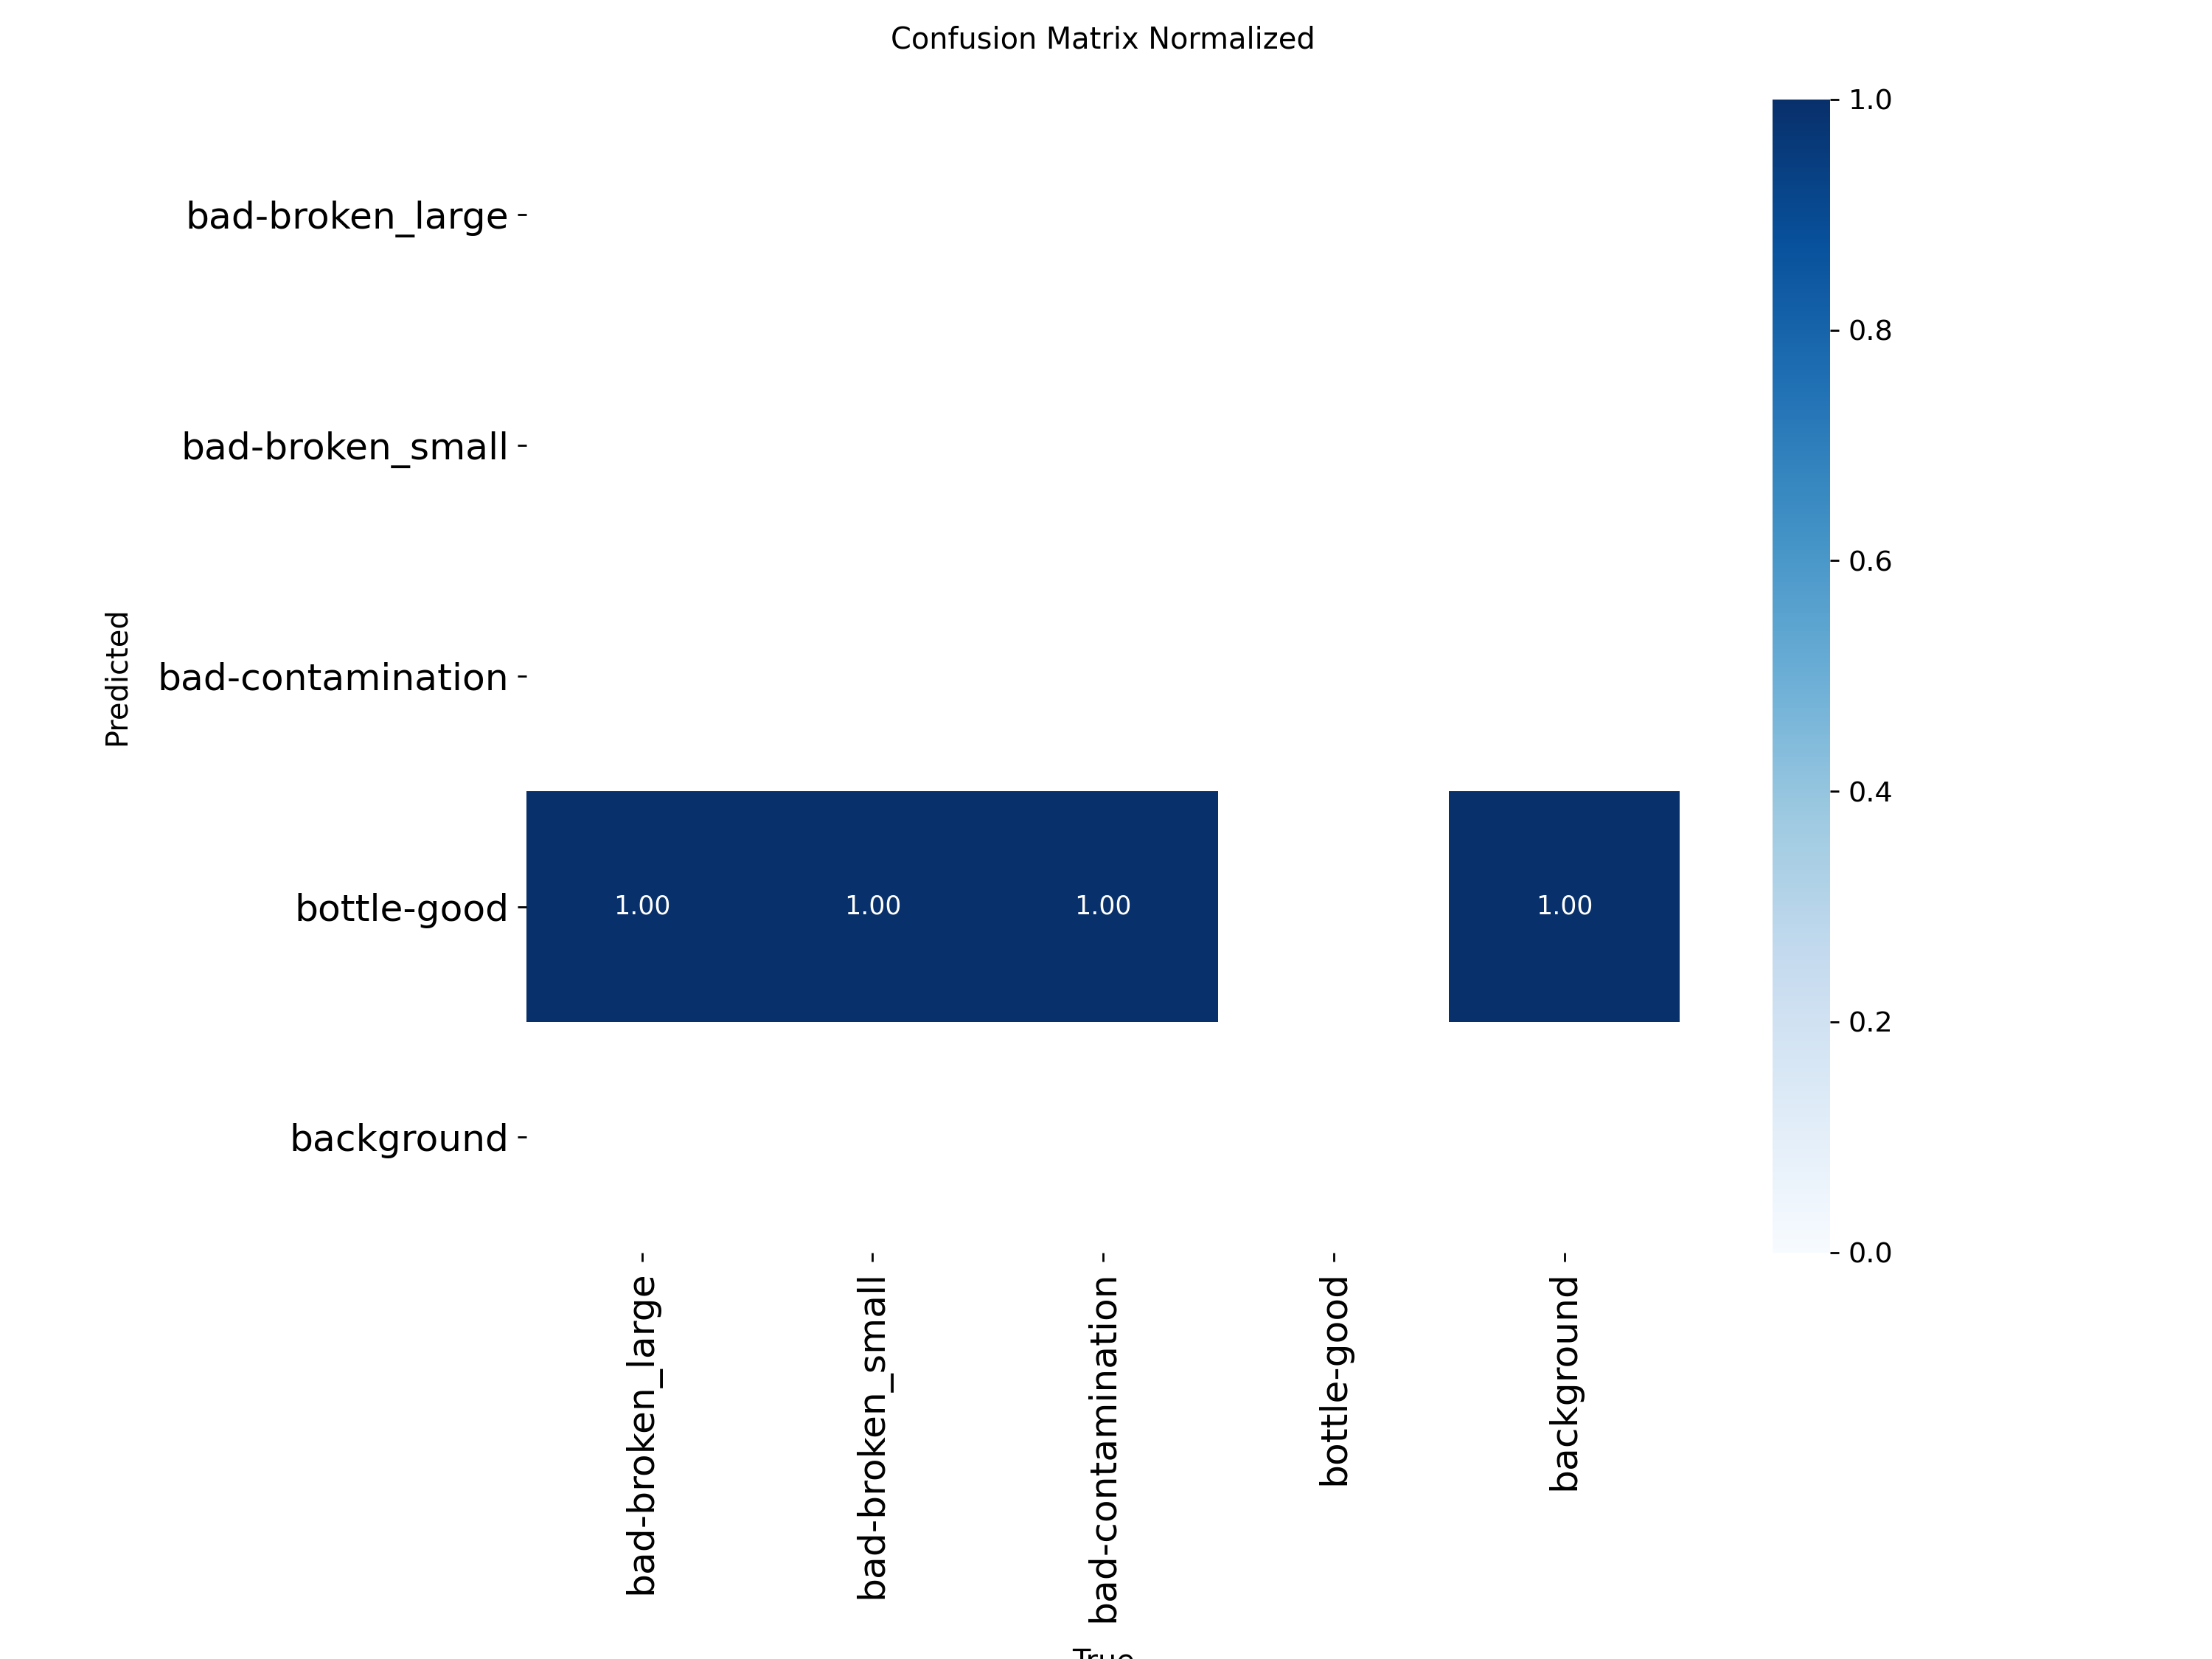 Confusion Matrix Normalized
1.0
bad-broken_large
0.8
bad-broken_small
0.6
Predicted
bad-contamination
0.4
bottle-good
1.00 1.00 1.00 1.00
0.2
background
0.0
bad-broken_large
bad-broken_small
bad-contamination
bottle-good
background
True